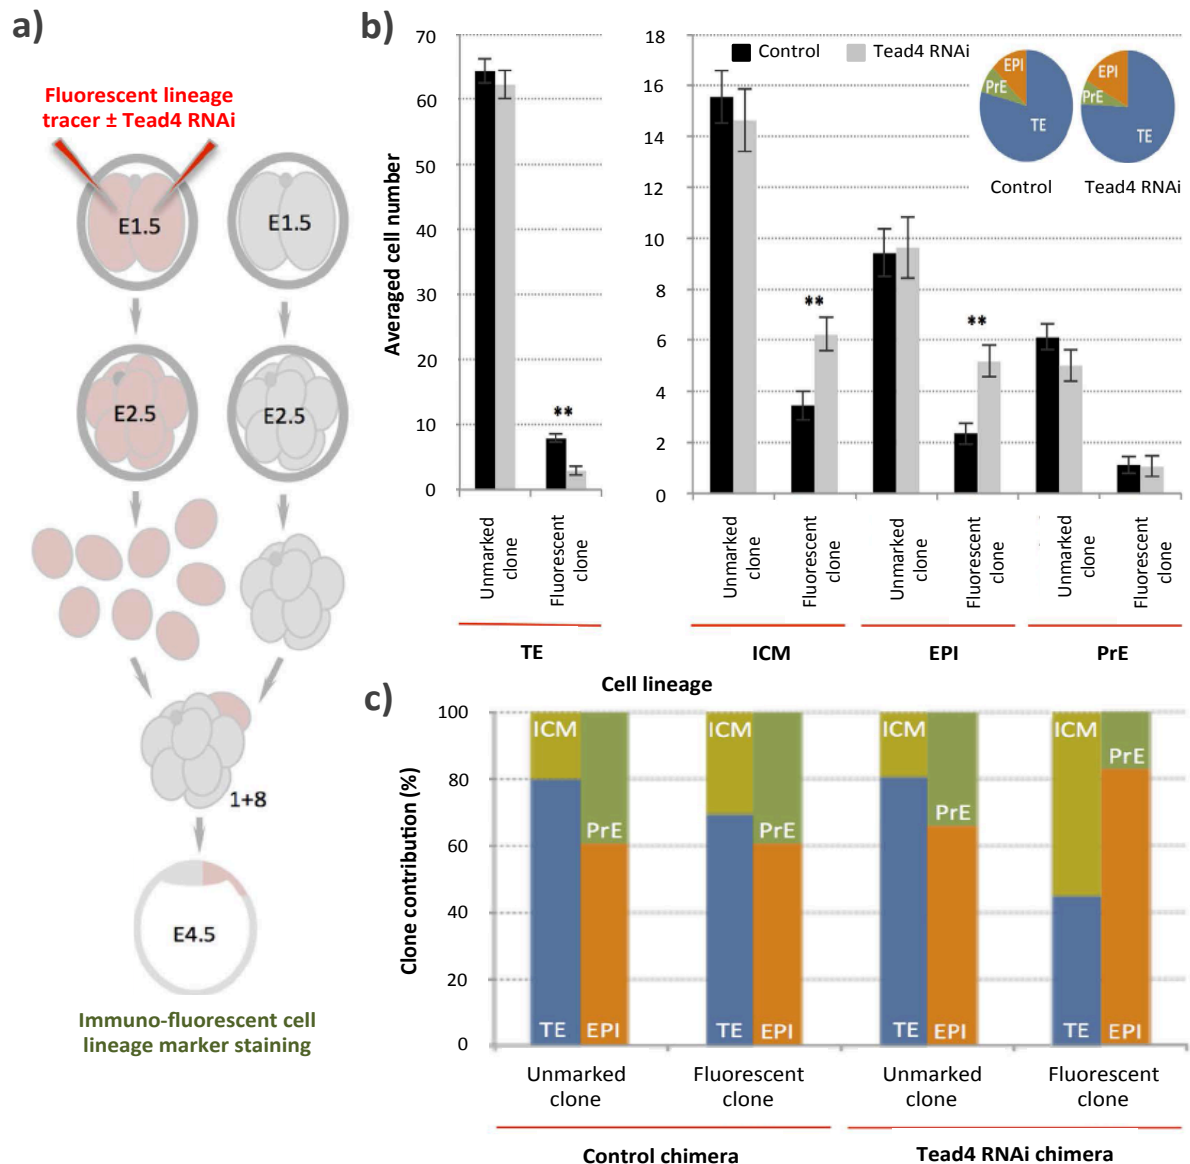 a)
Fluorescent lineage
tracer ± Tead4 RNAi
E1.5
E1.5
E2.5
E2.5
1+8
E4.5
Immuno-fluorescent cell
lineage marker staining
b)
Averaged cell number
70
60
50
40
30
20
10
0
**
Unmarked
clone
Fluorescent
clone
TE
18
16
14
12
10
8
6
4
2
0
Control
Tead4 RNAi
EPI
PrE
TE
Control
EPI
PrE
TE
Tead4 RNAi
**
**
Unmarked
clone
Fluorescent
clone
Unmarked
clone
Fluorescent
clone
Unmarked
clone
Fluorescent
clone
ICM
EPI
PrE
Cell lineage
c)
Clone contribution (%)
100
80
60
40
20
0
ICM
TE
PrE
EPI
ICM
TE
PrE
EPI
ICM
TE
PrE
EPI
ICM
TE
PrE
EPI
Unmarked
clone
Fluorescent
clone
Unmarked
clone
Fluorescent
clone
Control chimera
Tead4 RNAi chimera